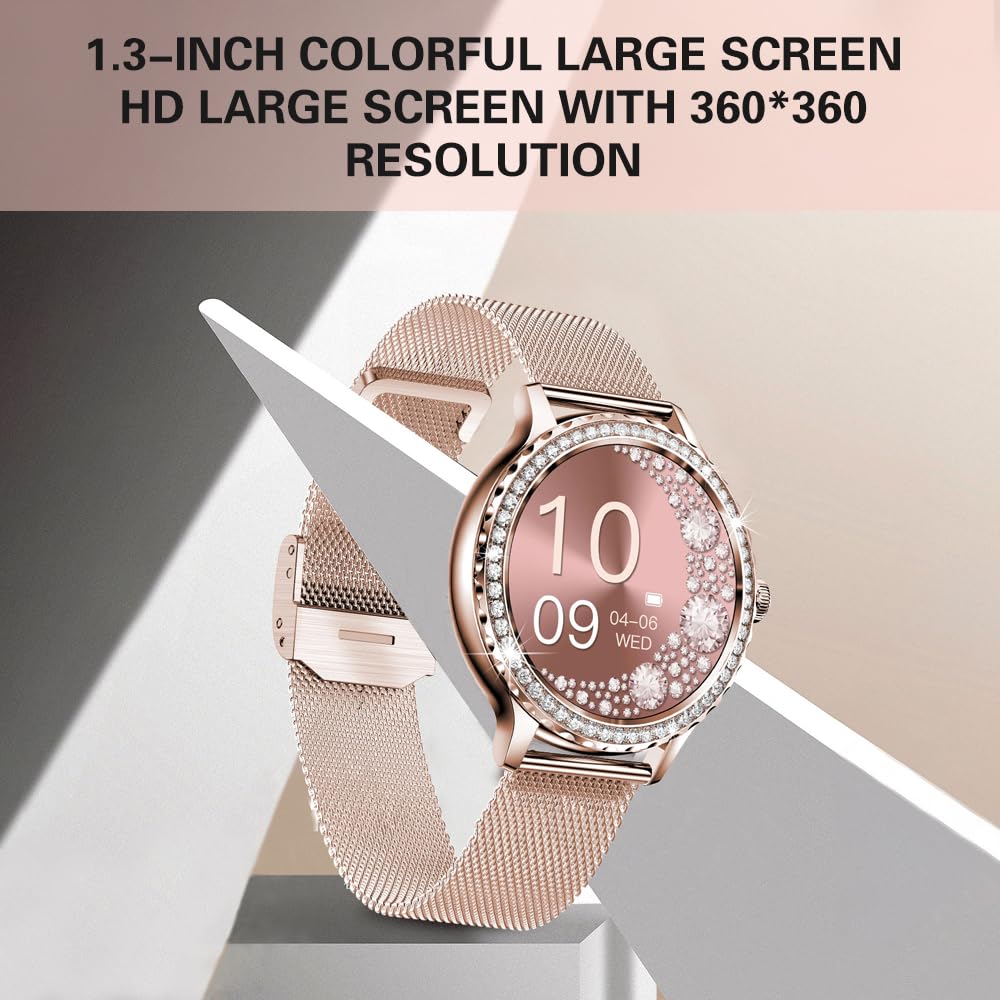 1.3–INCH COLORFUL LARGE SCREEN
HD LARGE SCREEN WITH 360*360
RESOLUTION
10
09
04–06
WED